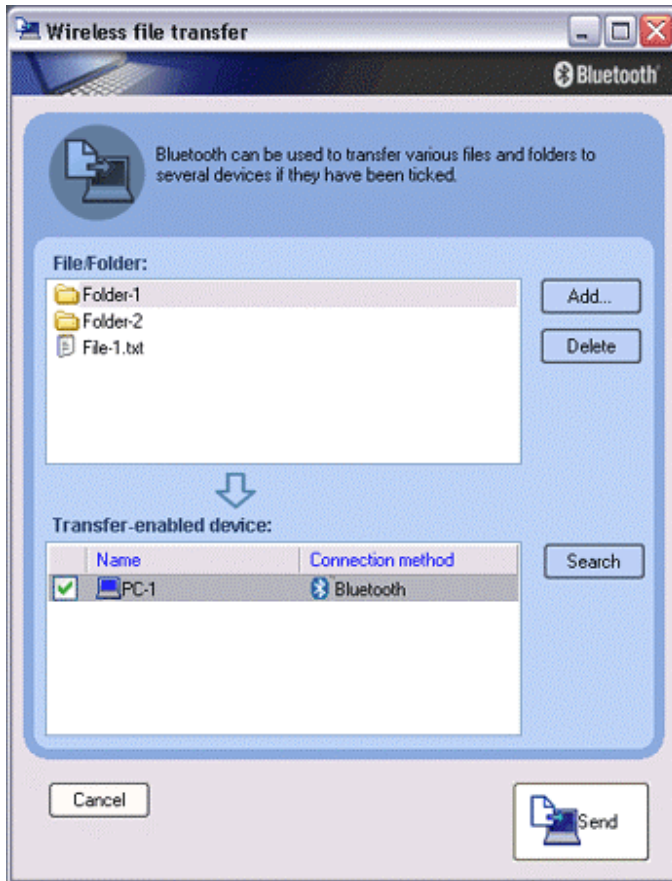 Wireless file transfer
Bluetooth
Bluetooth can be used to transfer various files and folders to
several devices if they have been ticked.
File/Folder:
Folder-1
Add...
Folder-2
File-1.txt
Delete
Transfer-enabled device:
Name Connection method
Search
PC-1 Bluetooth
Cancel
Send